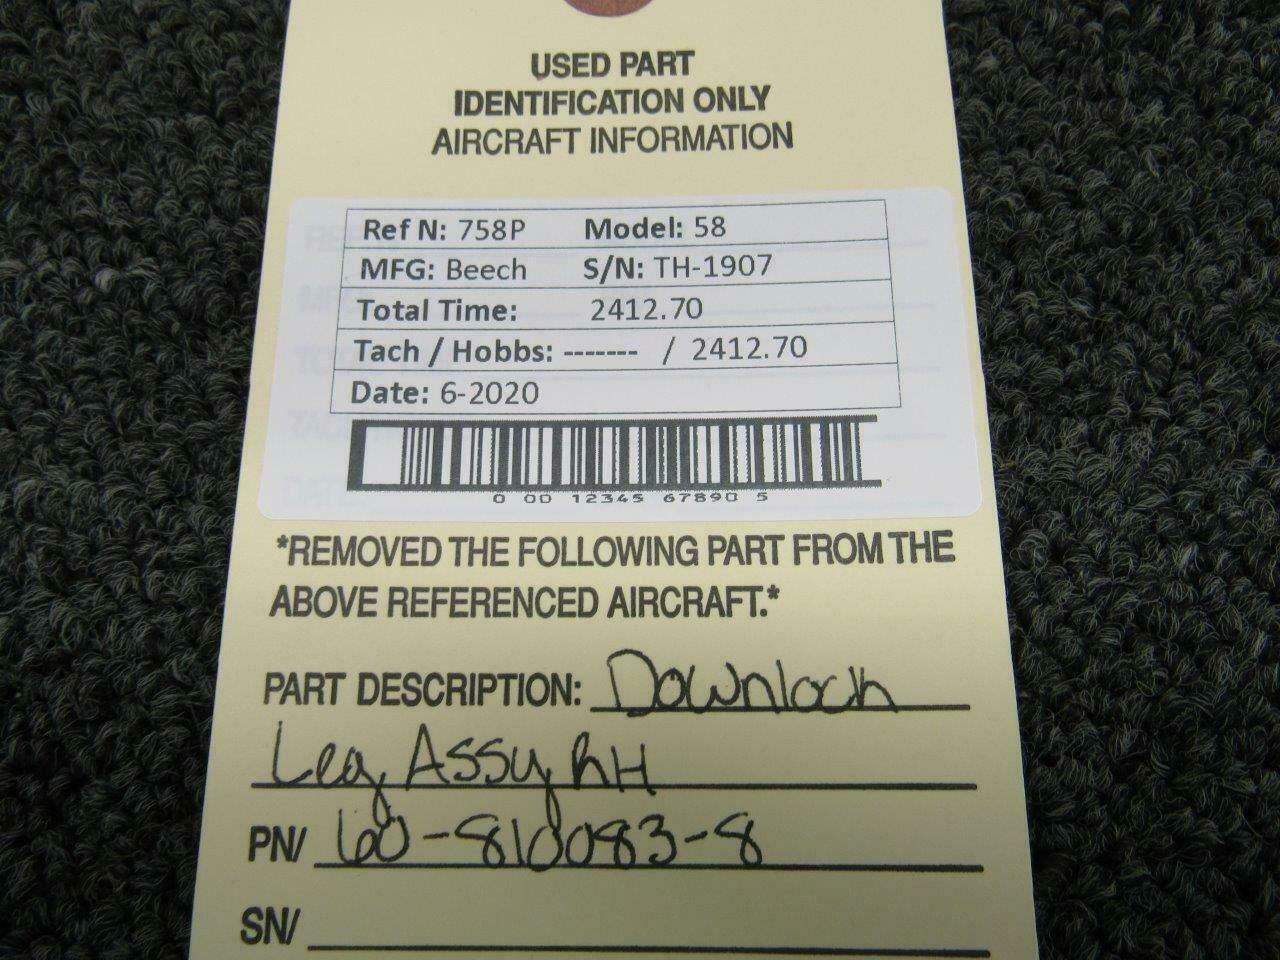 USED PART
IDENTIFICATION ONLY
AIRCRAFT INFORMATION
Ref N: 758P Model: 58
MFG: Beech S/N: TH-1907
Total Time: 2412.70
Tach / Hobbs: ------- / 2412.70
Date: 6-2020
0 00 12345 67890 5
*REMOVED THE FOLLOWING PART FROM THE
ABOVE REFERENCED AIRCRAFT.*
PART DESCRIPTION: Downlock
Leg Assy RH
PN/ 60-810083-8
SN/